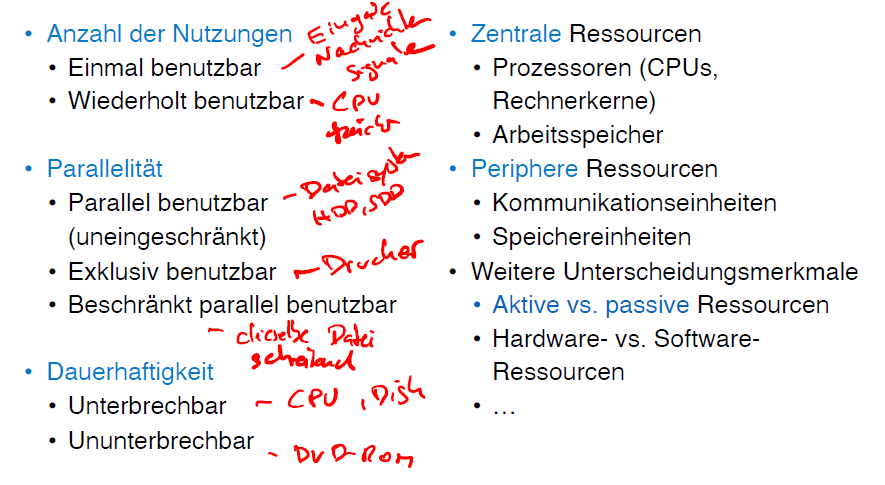 • Anzahl der Nutzungen
• Einmal benutzbar – Eingabe Nachrichten Signale
• Wiederholt benutzbar – CPU Speicher
• Parallelität
• Parallel benutzbar – Dateisystem HDD, SDD
(uneingeschränkt)
• Exklusiv benutzbar – Drucker
• Beschränkt parallel benutzbar
– dieselbe Datei
schreibend
• Dauerhaftigkeit
• Unterbrechbar – CPU, Disk
• Ununterbrechbar – DVD-Rom
• Zentrale Ressourcen
• Prozessoren (CPUs,
Rechnerkerne)
• Arbeitsspeicher
• Periphere Ressourcen
• Kommunikationseinheiten
• Speichereinheiten
• Weitere Unterscheidungsmerkmale
• Aktive vs. passive Ressourcen
• Hardware- vs. Software-
Ressourcen
• …